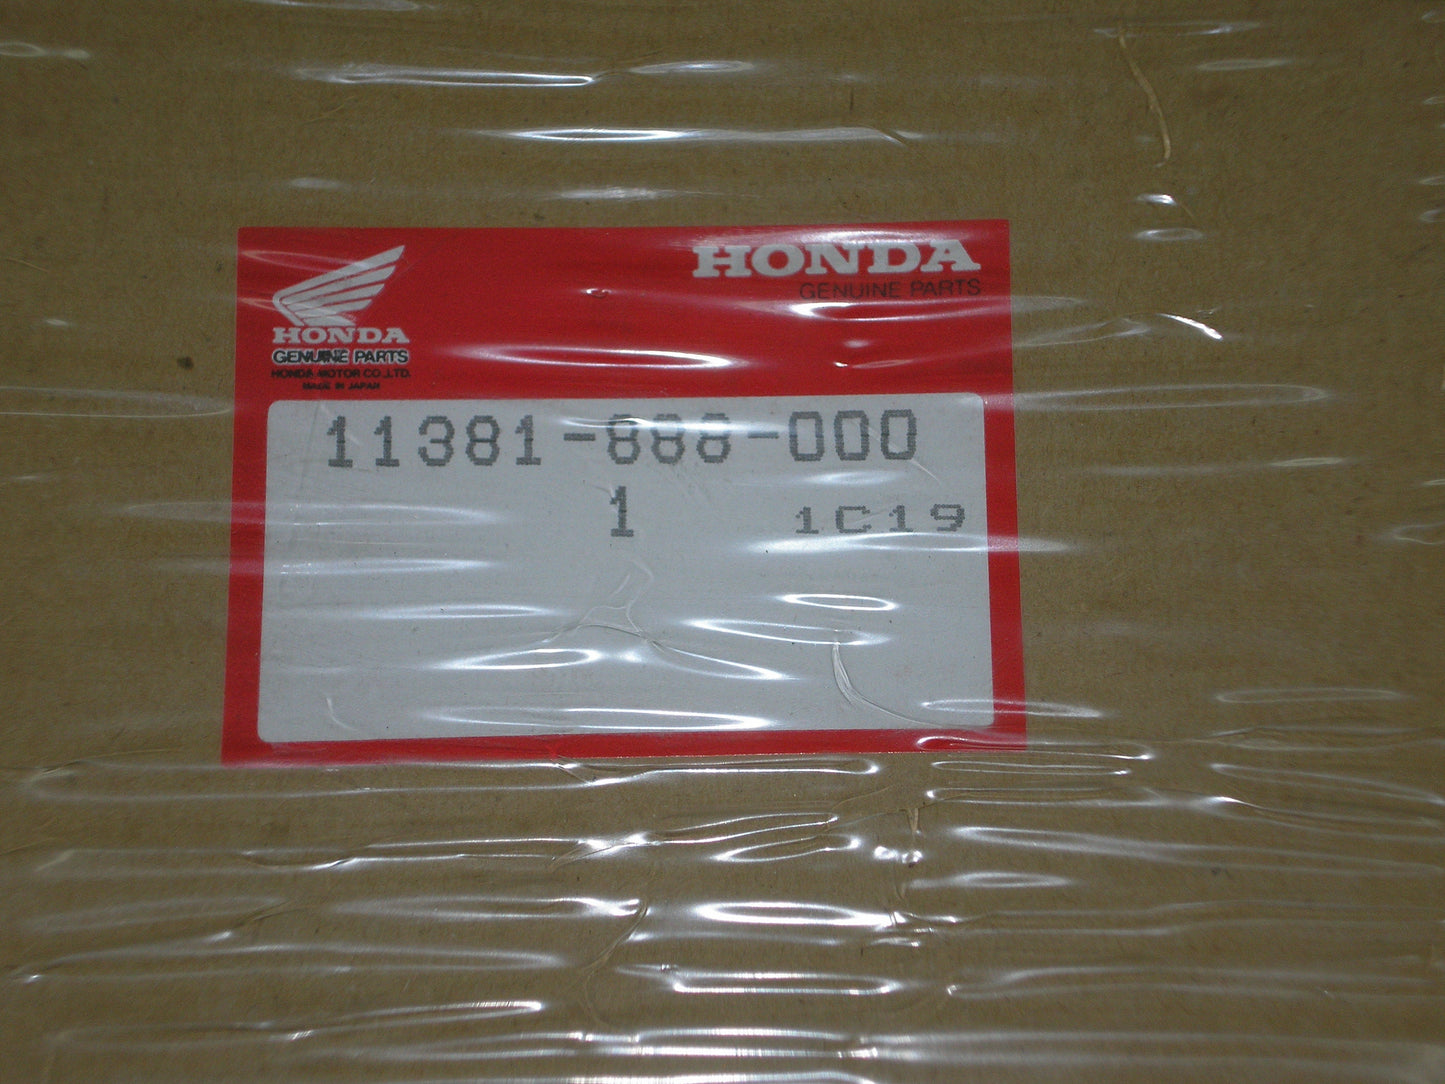 HONDA
GENUINE PARTS
HONDA
GENUINE PARTS
HONDA MOTOR CO.,LTD.
MADE IN JAPAN
11381-888-000
1 1C19